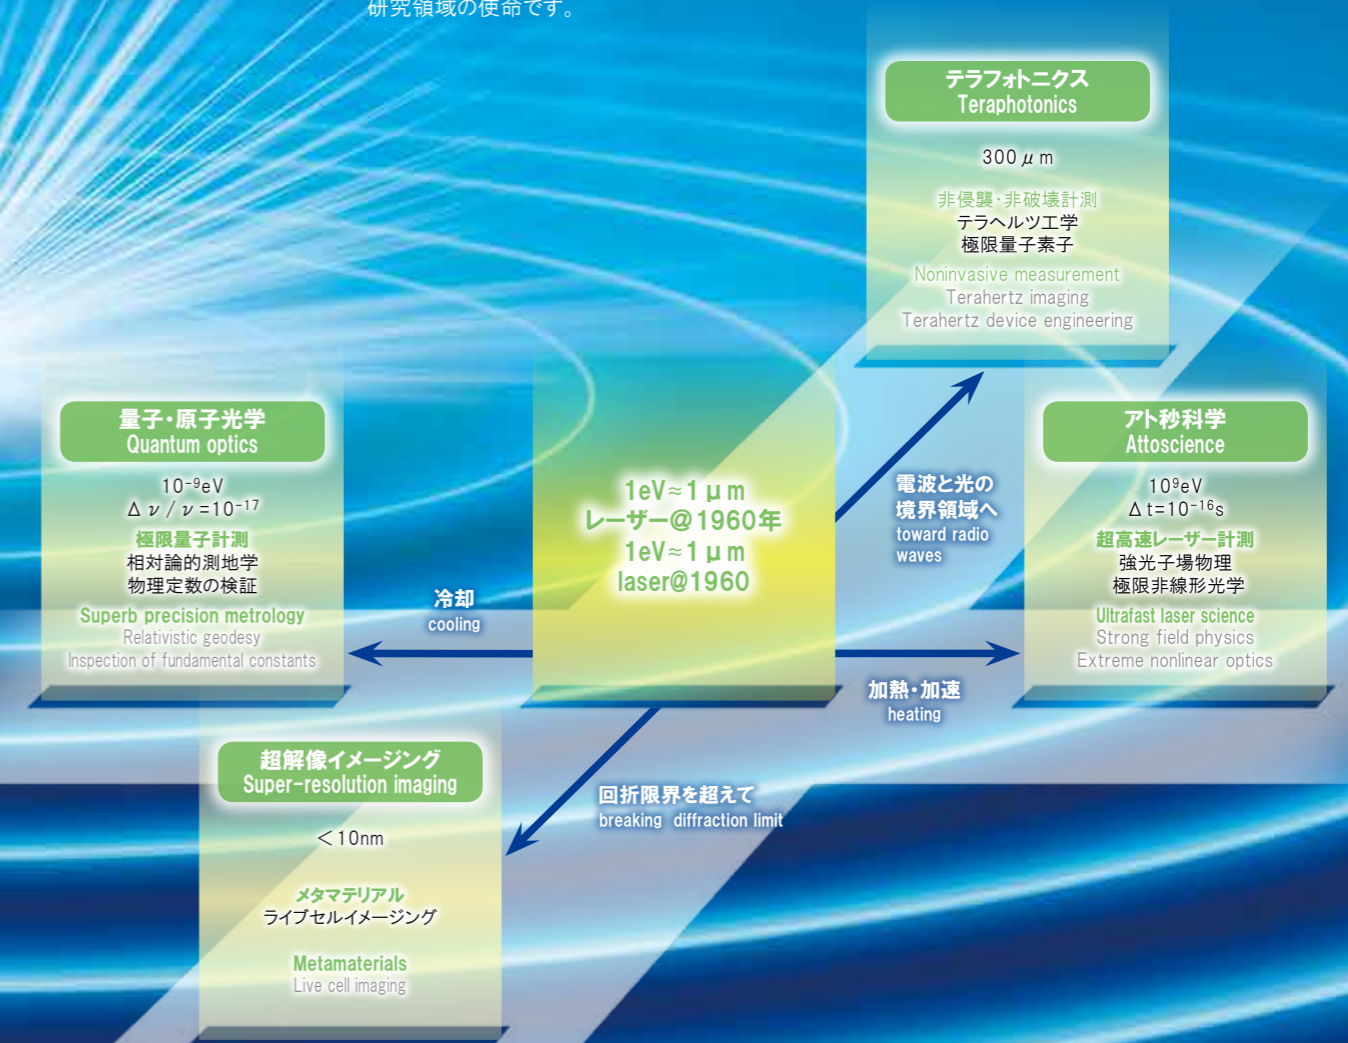 研究領域の使命です。
テラフォトニクス
Teraphotonics
300μm
非侵襲・非破壊計測
テラヘルツ工学
極限量子素子
Noninvasive measurement
Terahertz imaging
Terahertz device engineering
量子・原子光学
Quantum optics
10⁻⁹eV
Δν/ν=10⁻¹⁷
極限量子計測
相対論的測地学
物理定数の検証
Superb precision metrology
Relativistic geodesy
Inspection of fundamental constants
冷却
cooling
1eV≈1μm
レーザー@1960年
1eV≈1μm
laser@1960
電波と光の
境界領域へ
toward radio
waves
アト秒科学
Attoscience
10⁹eV
Δt=10⁻¹⁶s
超高速レーザー計測
強光子場物理
極限非線形光学
Ultrafast laser science
Strong field physics
Extreme nonlinear optics
加熱・加速
heating
超解像イメージング
Super-resolution imaging
<10nm
メタマテリアル
ライブセルイメージング
Metamaterials
Live cell imaging
回折限界を超えて
breaking diffraction limit